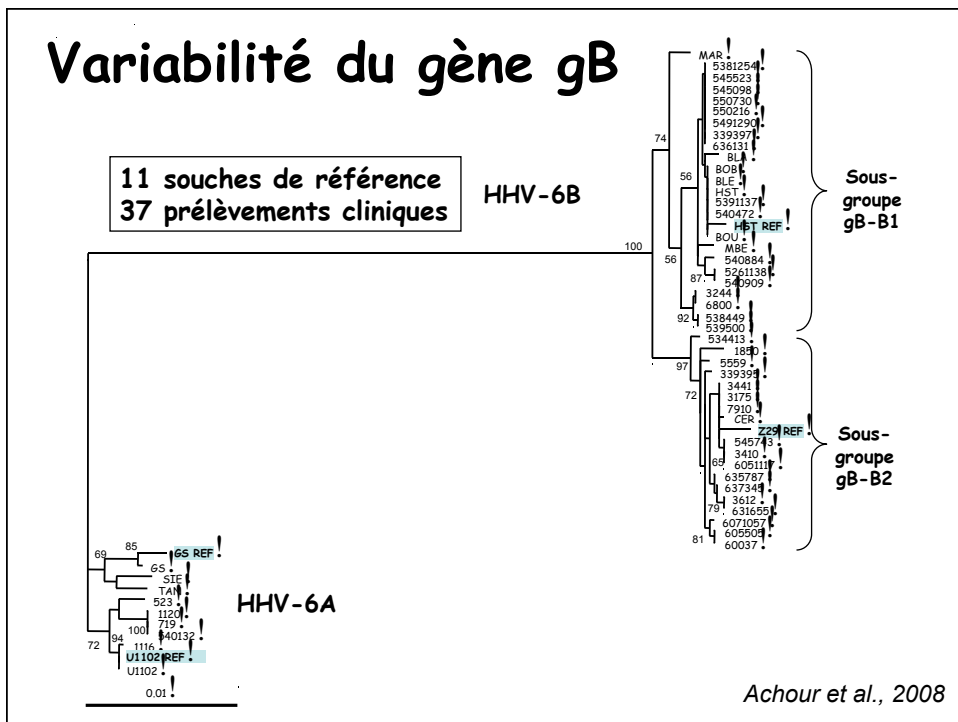 Variabilité du gène gB
11 souches de référence
37 prélèvements cliniques
HHV-6B
MAR !
5381254 !
545523 !
545098 !
550730 !
550216 !
5491290 !
339397 !
636131 !
BLA !
BOB !
BLE !
HST !
5391137 !
540472 !
HST REF !
BOU !
MBE !
540884 !
5261138 !
540909 !
3244 !
6800 !
538449 !
539500 !
534413 !
1850 !
5559 !
339395 !
3441 !
3175 !
7910 !
CER !
Z29 REF !
545743 !
3410 !
6051117 !
635787 !
637345 !
3612 !
631655 !
6071057 !
605505 !
60037 !
74
56
56
87
92
100
97
72
65
79
81
Sous-
groupe
gB-B1
Sous-
groupe
gB-B2
85
69
GS REF !
GS !
SIE !
TAN !
523 !
1120 !
719 !
100
540132 !
94
72
1116 !
U1102 REF !
U1102 !
0.01 !
HHV-6A
Achour et al., 2008